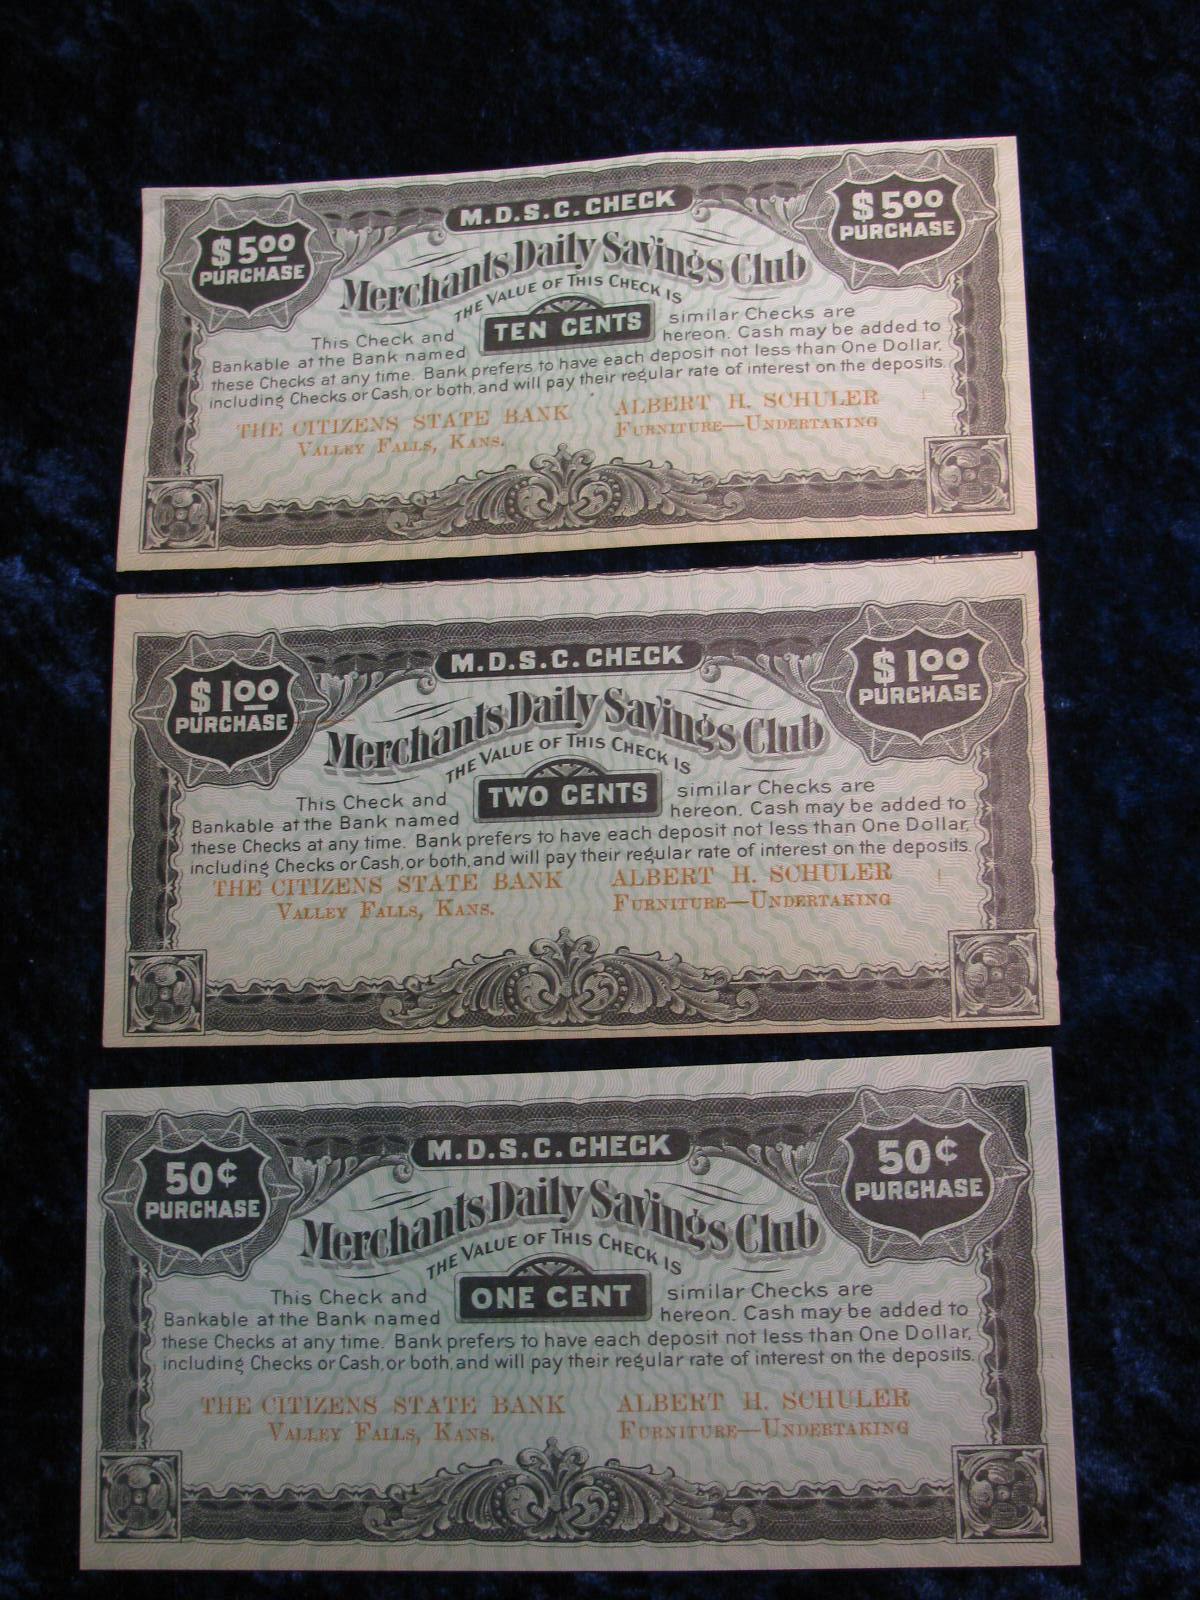 M.D.S.C. CHECK
$5.00 PURCHASE
$5.00 PURCHASE
Merchants Daily Savings Club
THE VALUE OF THIS CHECK IS
TEN CENTS
This Check and similar Checks are
Bankable at the Bank named hereon. Cash may be added to
these Checks at any time. Bank prefers to have each deposit not less than One Dollar,
including Checks or Cash, or both, and will pay their regular rate of interest on the deposits.
THE CITIZENS STATE BANK ALBERT H. SCHULER
VALLEY FALLS, KANS. FURNITURE—UNDERTAKING
M.D.S.C. CHECK
$1.00 PURCHASE
$1.00 PURCHASE
Merchants Daily Savings Club
THE VALUE OF THIS CHECK IS
TWO CENTS
This Check and similar Checks are
Bankable at the Bank named hereon. Cash may be added to
these Checks at any time. Bank prefers to have each deposit not less than One Dollar,
including Checks or Cash, or both, and will pay their regular rate of interest on the deposits.
THE CITIZENS STATE BANK ALBERT H. SCHULER
VALLEY FALLS, KANS. FURNITURE—UNDERTAKING
M.D.S.C. CHECK
50¢ PURCHASE
50¢ PURCHASE
Merchants Daily Savings Club
THE VALUE OF THIS CHECK IS
ONE CENT
This Check and similar Checks are
Bankable at the Bank named hereon. Cash may be added to
these Checks at any time. Bank prefers to have each deposit not less than One Dollar,
including Checks or Cash, or both, and will pay their regular rate of interest on the deposits.
THE CITIZENS STATE BANK ALBERT H. SCHULER
VALLEY FALLS, KANS. FURNITURE—UNDERTAKING